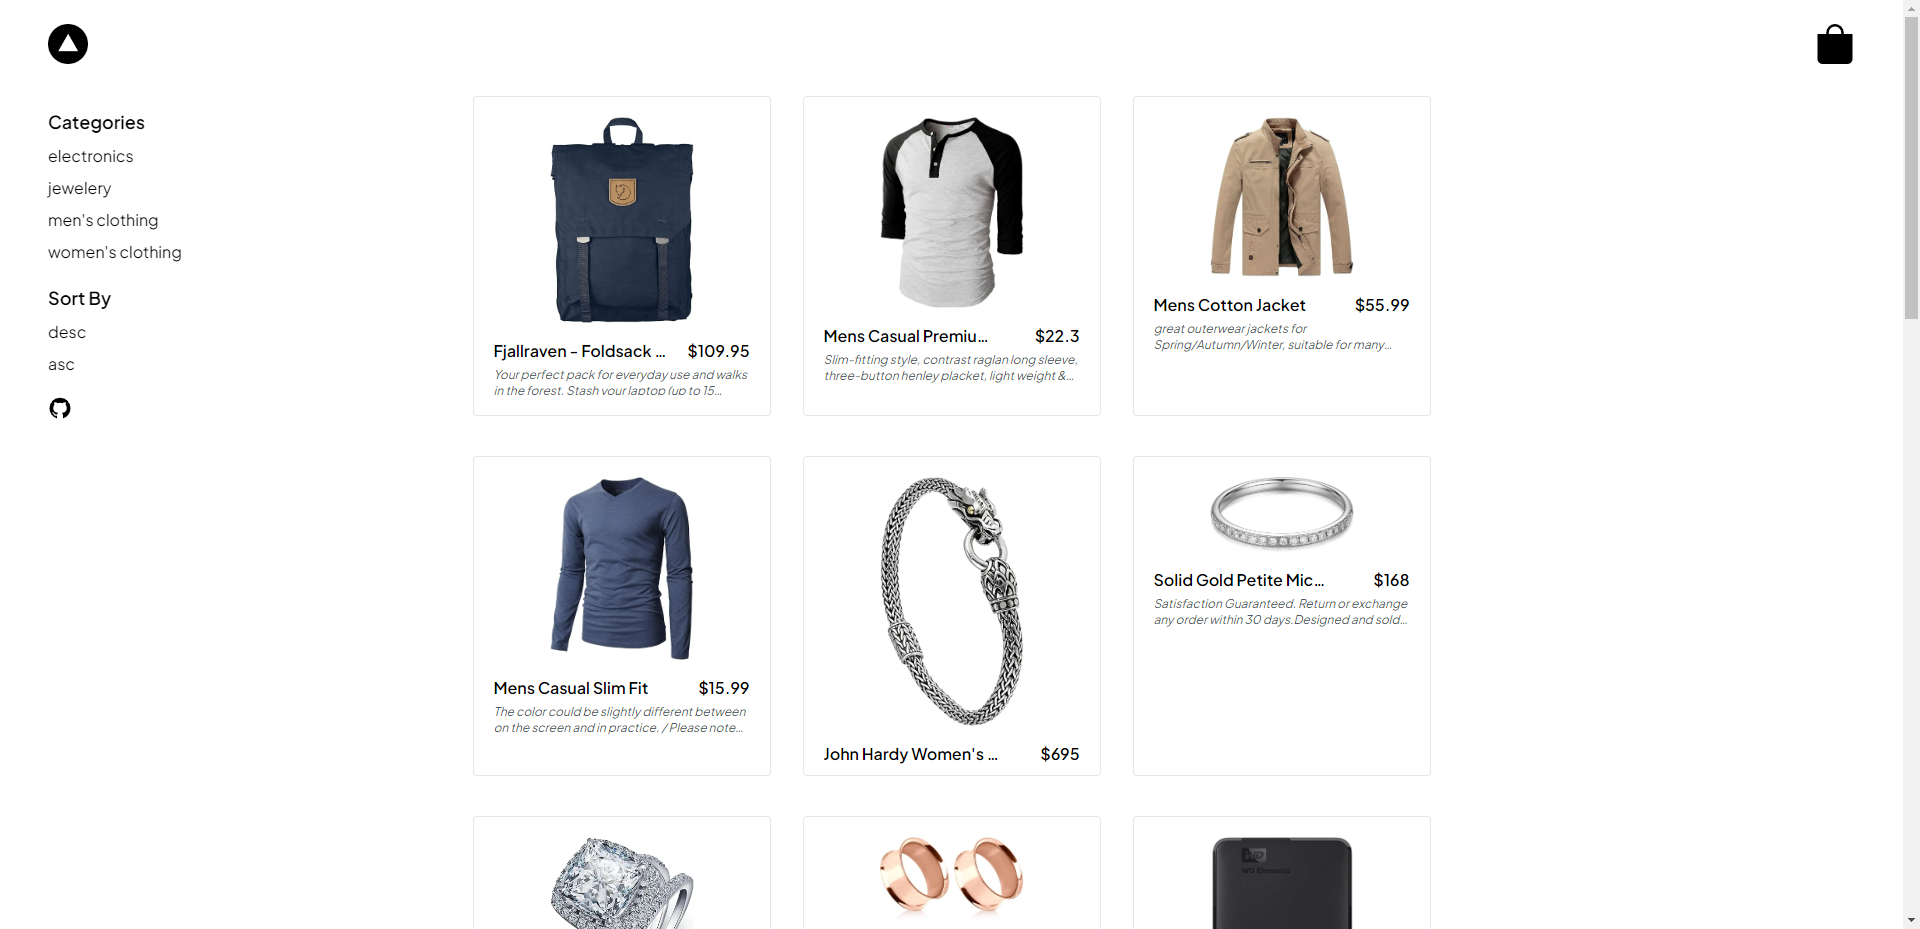 Categories
electronics
jewelery
men's clothing
women's clothing
Sort By
desc
asc
Fjallraven - Foldsack ... $109.95
Your perfect pack for everyday use and walks
in the forest. Stash your laptop (up to 15...
Mens Casual Premiu... $22.3
Slim-fitting style, contrast raglan long sleeve,
three-button henley placket, light weight &...
Mens Cotton Jacket $55.99
great outerwear jackets for
Spring/Autumn/Winter, suitable for many...
Mens Casual Slim Fit $15.99
The color could be slightly different between
on the screen and in practice. / Please note...
John Hardy Women's ... $695
Solid Gold Petite Mic... $168
Satisfaction Guaranteed. Return or exchange
any order within 30 days.Designed and sold...
WD
WD Elements